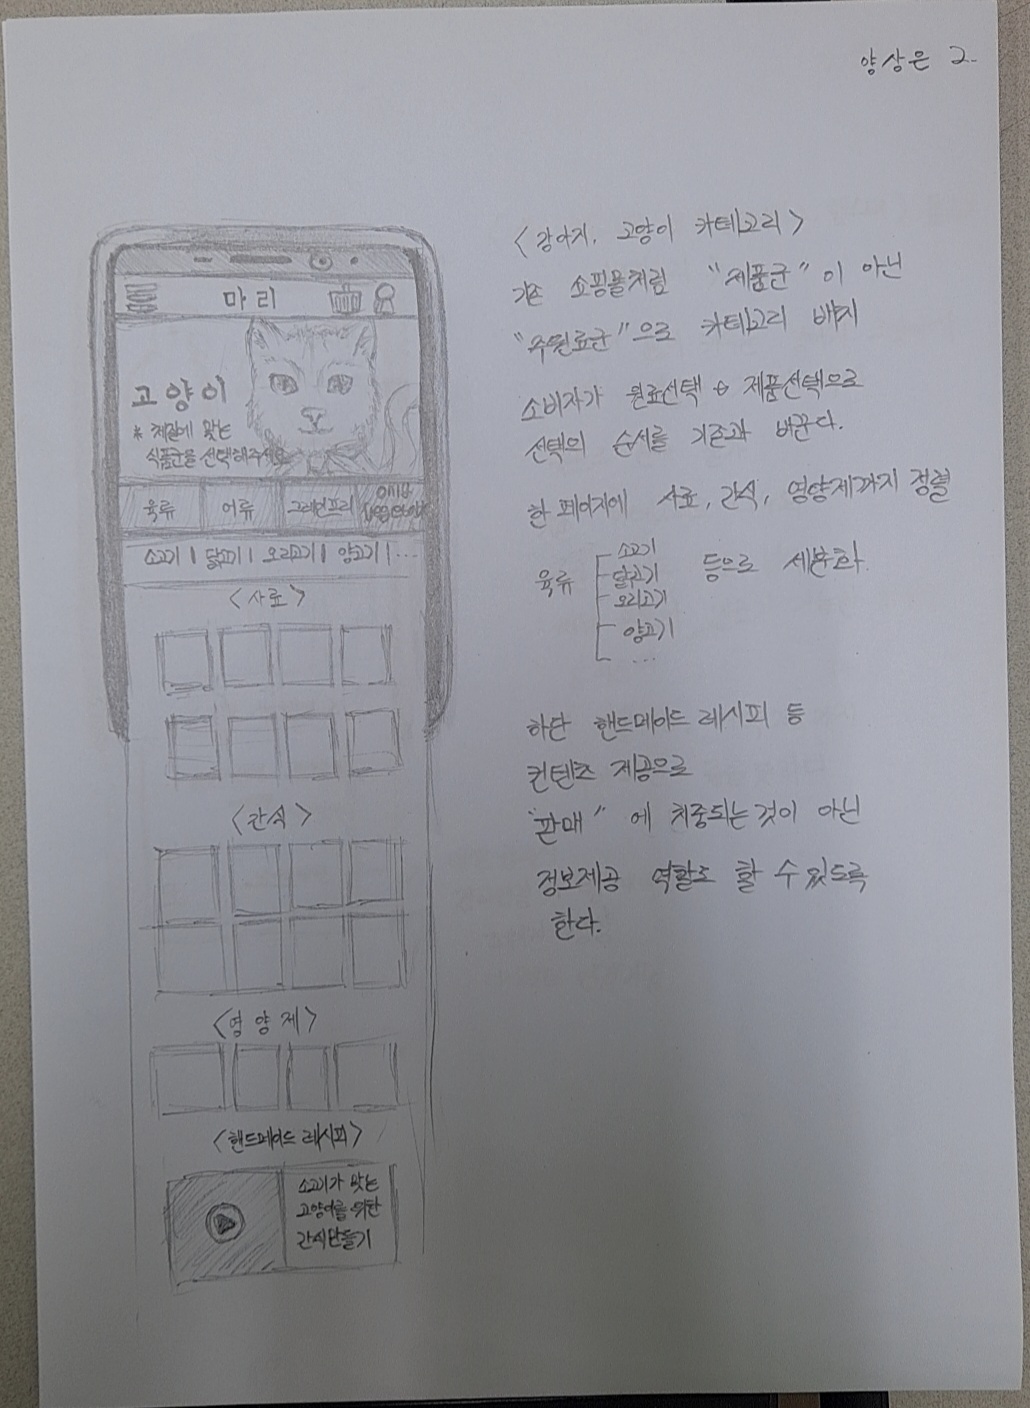 양상은 2.
마리
고양이
* 체질에 맞는
식품군을 선택해주세요
육류 어류 그레인프리
소고기 | 닭고기 | 오리고기 | 양고기 | ...
<사료>
<간식>
<영양제>
<핸드메이드 레시피>
소고기가 맞는
고양이를 위한
간식만들기
<강아지, 고양이 카테고리>
기존 쇼핑몰처럼 "제품군"이 아닌
"주원료군"으로 카테고리 배치
소비자가 원료선택 → 제품선택으로
선택의 순서를 기존과 바꾼다.
한 페이지에 사료, 간식, 영양제까지 정렬
육류 소고기 닭고기 오리고기 양고기 ... 등으로 세분화.
하단 핸드메이드 레시피 등
컨텐츠 제공으로
"판매"에 치중되는것이 아닌
정보제공 역할도 할 수 있도록
한다.